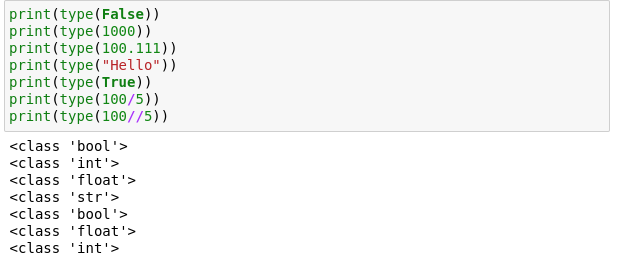 print(type(False))
print(type(1000))
print(type(100.111))
print(type("Hello"))
print(type(True))
print(type(100/5))
print(type(100//5))
<class 'bool'>
<class 'int'>
<class 'float'>
<class 'str'>
<class 'bool'>
<class 'float'>
<class 'int'>